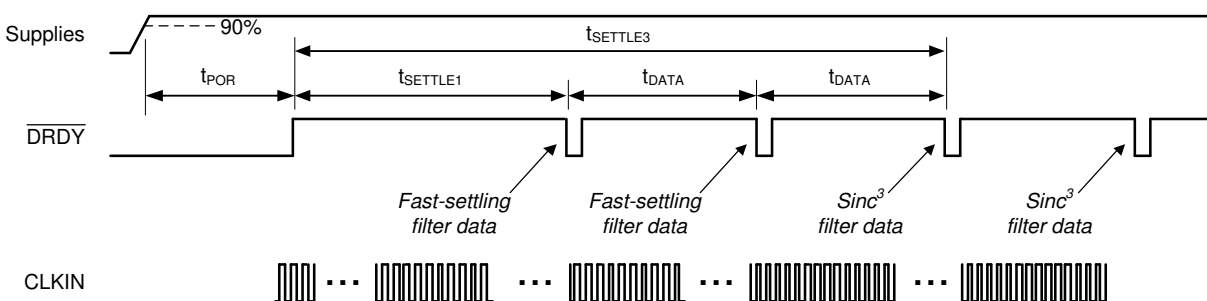 Supplies
90%
tSETTLE3
tPOR
tSETTLE1
tDATA
tDATA
DRDY
Fast-settling
filter data
Fast-settling
filter data
Sinc³
filter data
Sinc³
filter data
CLKIN